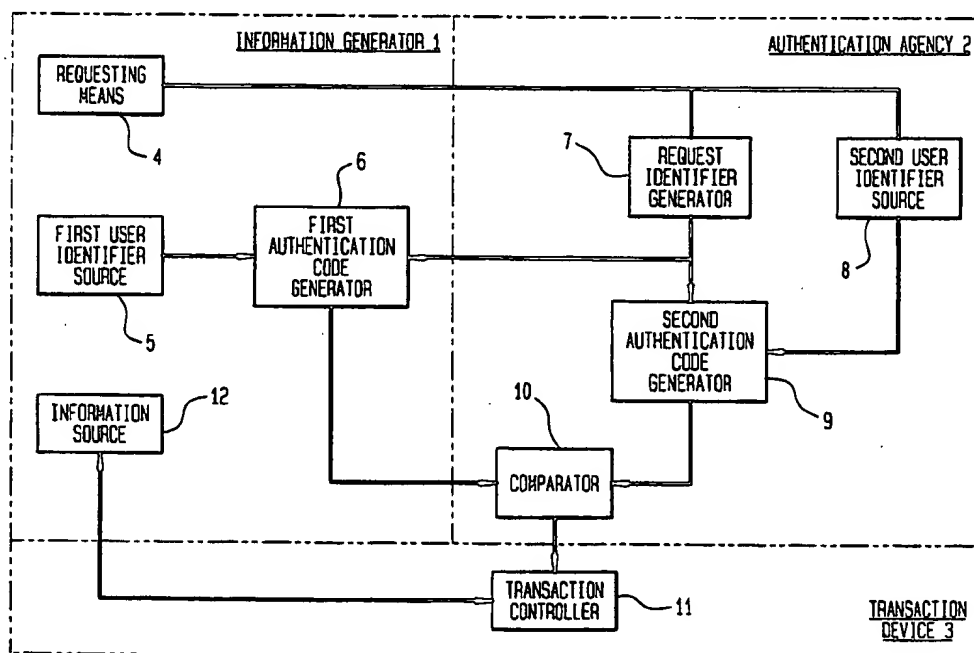 INFORMATION GENERATOR 1
AUTHENTICATION AGENCY 2
REQUESTING
MEANS
4
7
REQUEST
IDENTIFIER
GENERATOR
SECOND USER
IDENTIFIER
SOURCE
8
6
FIRST
AUTHENTICATION
CODE
GENERATOR
FIRST USER
IDENTIFIER
SOURCE
5
SECOND
AUTHENTICATION
CODE
GENERATOR
9
12
INFORMATION
SOURCE
10
COMPARATOR
TRANSACTION
CONTROLLER
11
TRANSACTION
DEVICE 3